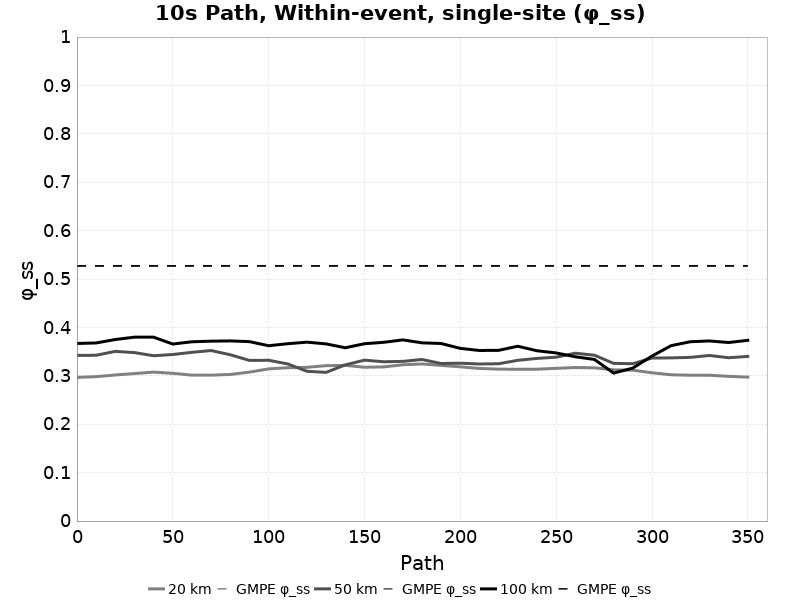 10s Path, Within-event, single-site (φ_ss)
1
0.9
0.8
0.7
0.6
0.5
0.4
0.3
0.2
0.1
0
φ_ss
0 50 100 150 200 250 300 350
Path
20 km GMPE φ_ss 50 km GMPE φ_ss 100 km GMPE φ_ss